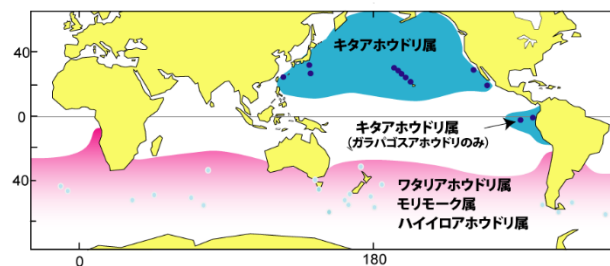 60
0
40
キタアホウドリ属
キタアホウドリ属
(ガラパゴスアホウドリのみ)
ワタリアホウドリ属
モリモーク属
ハイイロアホウドリ属
0
180